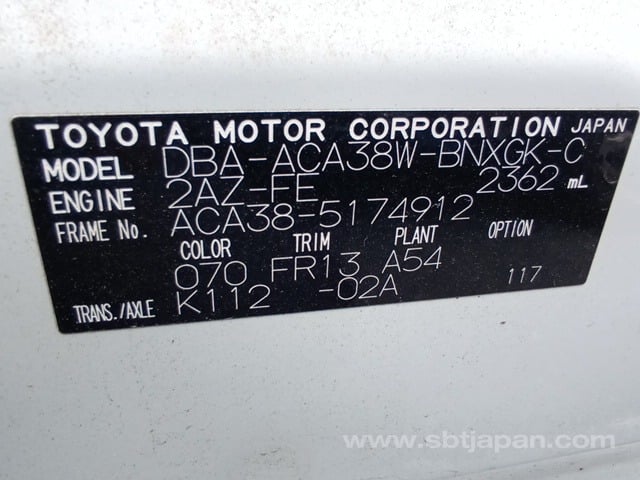 TOYOTA MOTOR CORPORATION JAPAN
MODEL DBA-ACA38W-BNXGK-C
ENGINE 2AZ-FE 2362 mL
FRAME No. ACA38-5174912
COLOR TRIM PLANT OPTION
070 FR13 A54 117
TRANS./AXLE K112 -02A
www.sbtjapan.com